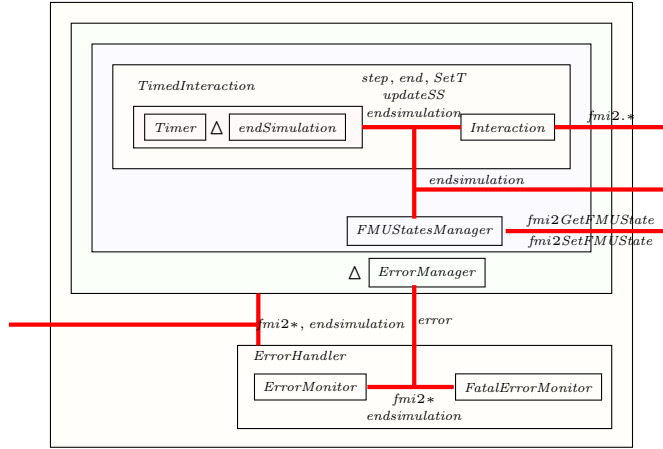 step, end, SetT
TimedInteraction
updateSS
endsimulation
fmi2.*
Timer Δ endSimulation
Interaction
endsimulation
fmi2GetFMUState
FMUStatesManager
fmi2SetFMUState
Δ ErrorManager
fmi2*, endsimulation
error
ErrorHandler
ErrorMonitor
FatalErrorMonitor
fmi2*
endsimulation